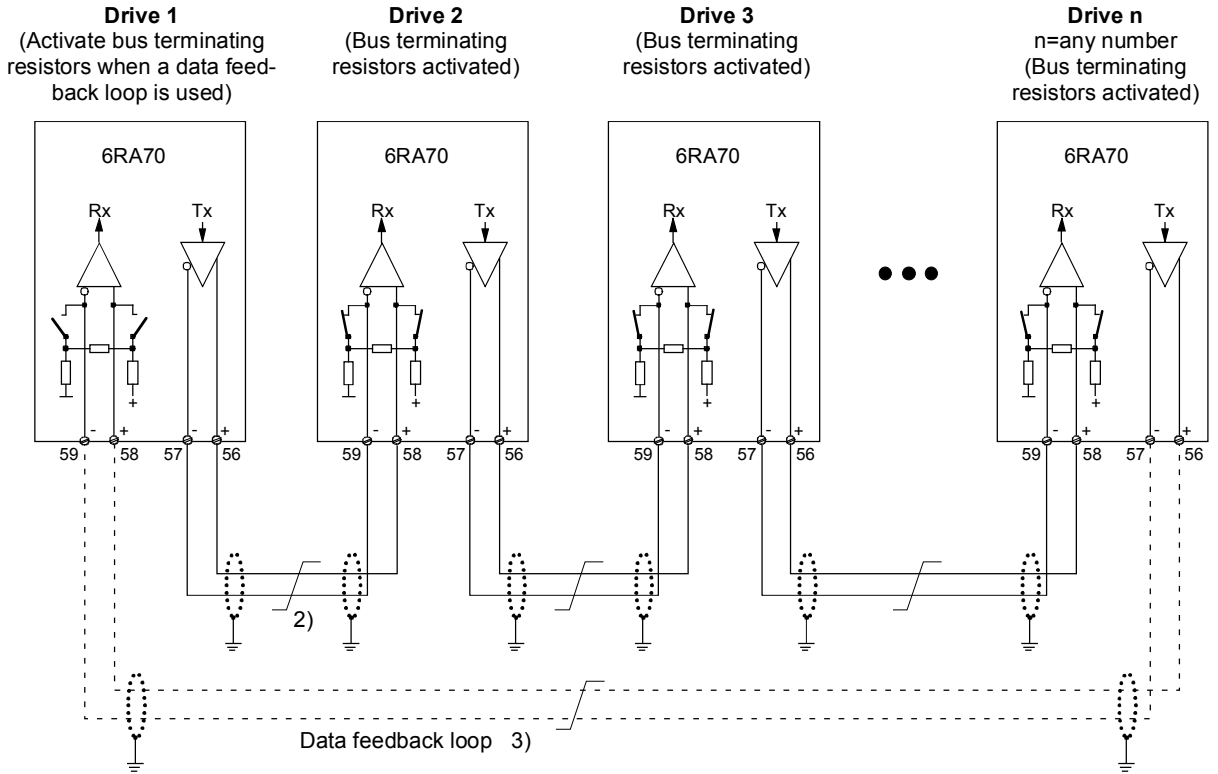 Drive 1
(Activate bus terminating
resistors when a data feed-
back loop is used)
Drive 2
(Bus terminating
resistors activated)
Drive 3
(Bus terminating
resistors activated)
Drive n
n=any number
(Bus terminating
resistors activated)
6RA70
6RA70
6RA70
6RA70
Rx Tx
Rx Tx
Rx Tx
Rx Tx
+
+
+
+
- + - +
- + - +
- + - +
- + - +
59 58 57 56
59 58 57 56
59 58 57 56
59 58 57 56
2)
Data feedback loop 3)